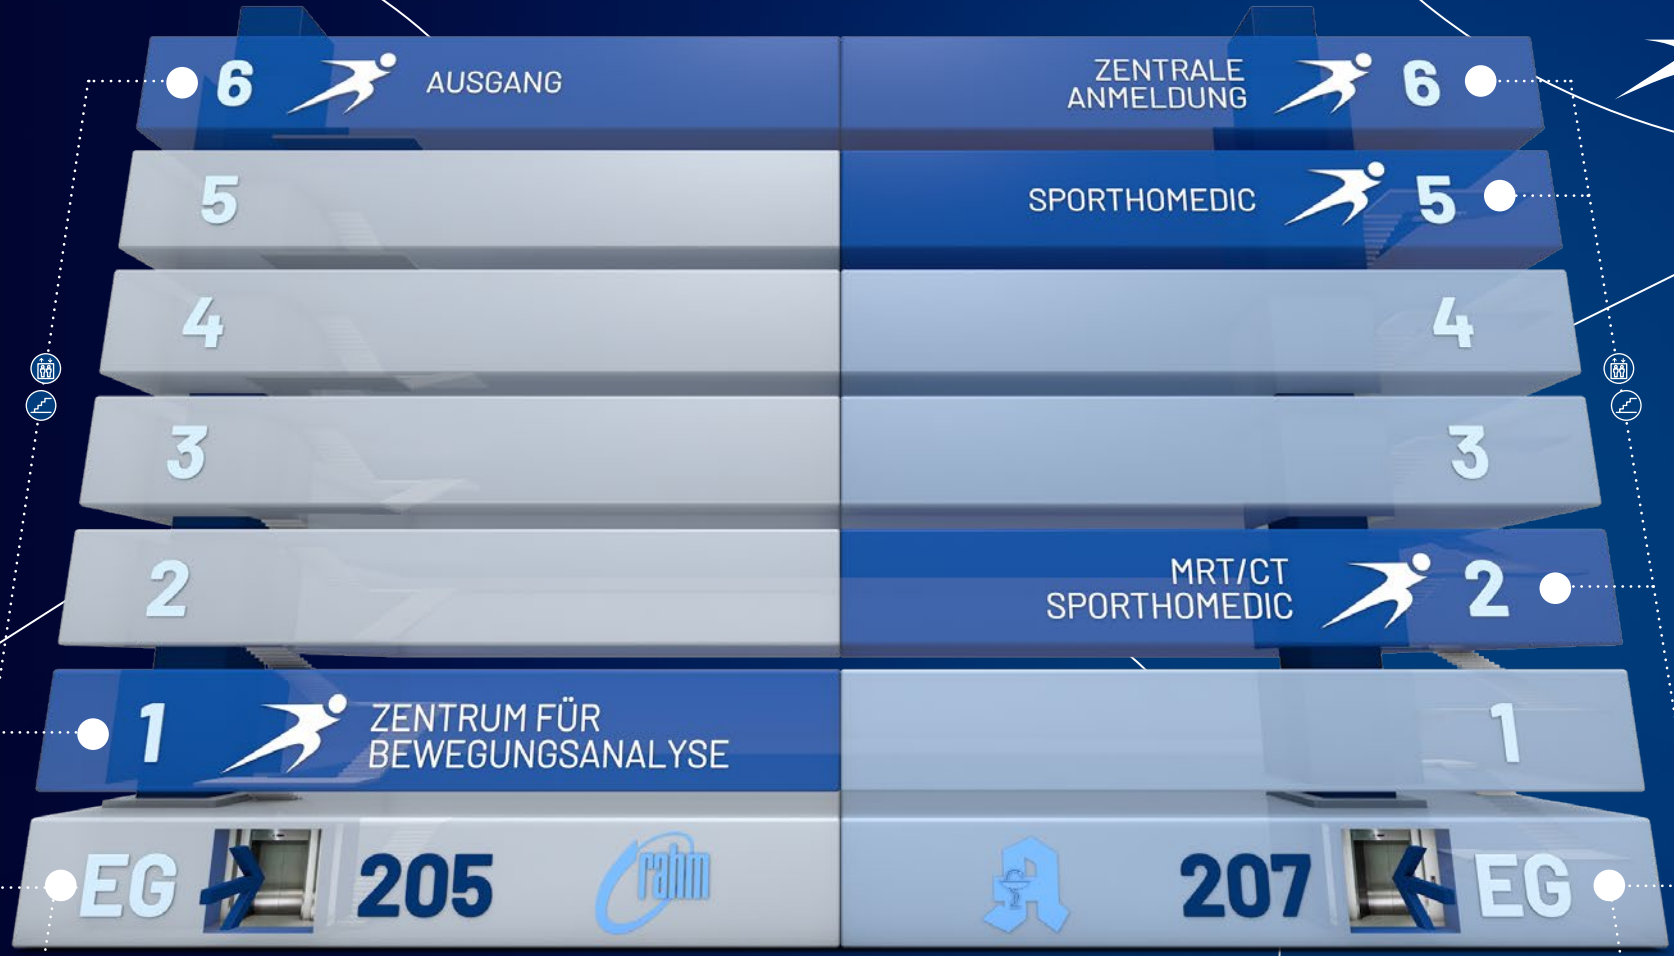 6 AUSGANG
ZENTRALE
ANMELDUNG 6
5
SPORTHOMEDIC 5
4
4
3
3
2
MRT/CT
SPORTHOMEDIC 2
1 ZENTRUM FÜR
BEWEGUNGSANALYSE
1
EG 205 rahm
207 EG